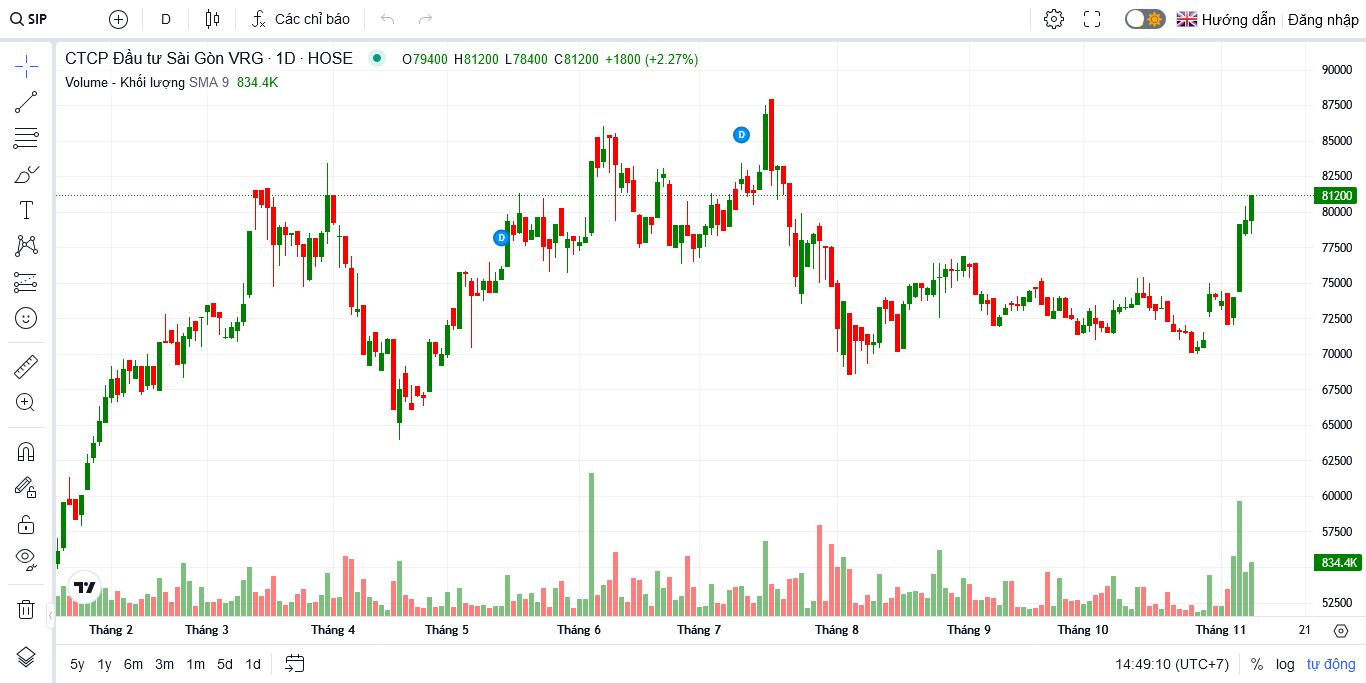 SIP D Các chỉ báo Hướng dẫn Đăng nhập
CTCP Đầu tư Sài Gòn VRG · 1D · HOSE O79400 H81200 L78400 C81200 +1800 (+2.27%)
Volume - Khối lượng SMA 9 834.4K
90000
87500
85000
D D
82500
81200
80000
77500
75000
72500
70000
67500
65000
62500
60000
57500
834.4K
52500
Tháng 2 Tháng 3 Tháng 4 Tháng 5 Tháng 6 Tháng 7 Tháng 8 Tháng 9 Tháng 10 Tháng 11 21
5y 1y 6m 3m 1m 5d 1d 14:49:10 (UTC+7) % log tự động